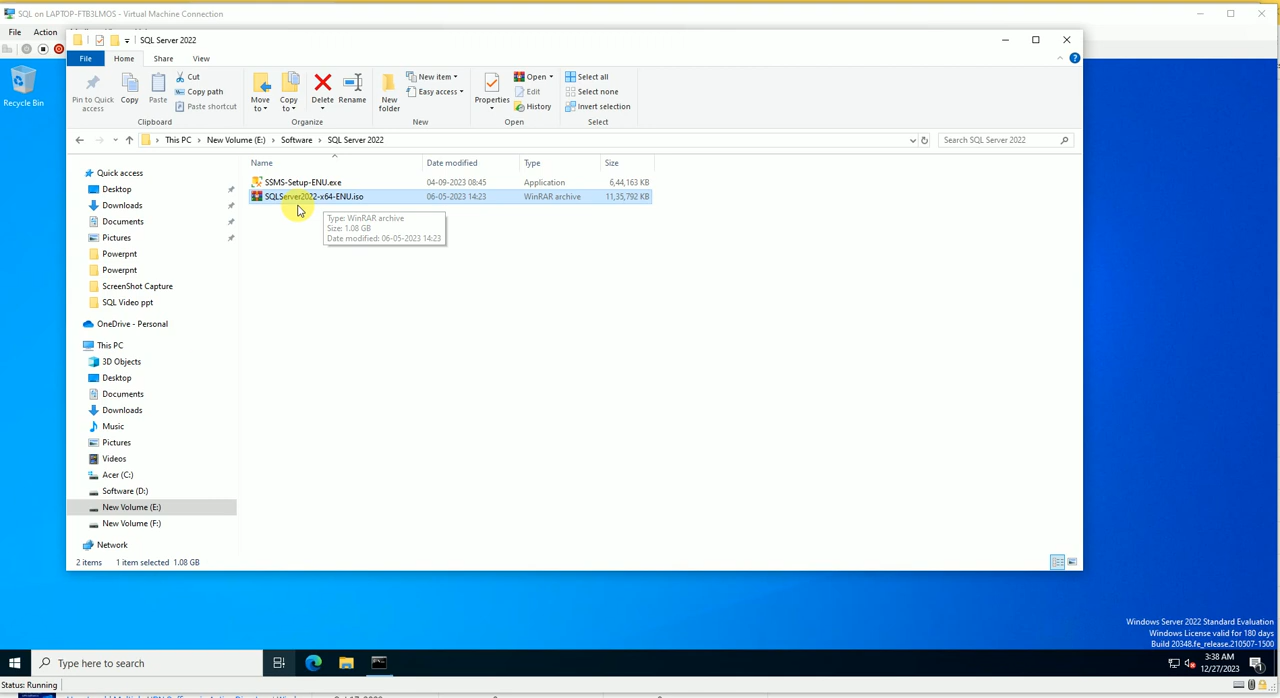 SQL on LAPTOP-FTB3LMOS - Virtual Machine Connection
File Action
SQL Server 2022
File Home Share View
Pin to Quick access
Copy
Paste
Cut
Copy path
Paste shortcut
Clipboard
Move to
Copy to
Delete
Rename
Organize
New folder
New item
Easy access
New
Properties
Open
Edit
History
Open
Select all
Select none
Invert selection
Select
This PC > New Volume (E:) > Software > SQL Server 2022
Search SQL Server 2022
Name Date modified Type Size
SSMS-Setup-ENU.exe 04-09-2023 08:45 Application 6,44,163 KB
SQLServer2022-x64-ENU.iso 06-05-2023 14:23 WinRAR archive 11,35,792 KB
Type: WinRAR archive
Size: 1.08 GB
Date modified: 06-05-2023 14:23
Quick access
Desktop
Downloads
Documents
Pictures
Powerpnt
Powerpnt
ScreenShot Capture
SQL Video ppt
OneDrive - Personal
This PC
3D Objects
Desktop
Documents
Downloads
Music
Pictures
Videos
Acer (C:)
Software (D:)
New Volume (E:)
New Volume (F:)
Network
2 items 1 item selected 1.08 GB
Recycle Bin
Windows Server 2022 Standard Evaluation
Windows License valid for 180 days
Build 20348.fe_release.210507-1500
Type here to search
3:38 AM
12/27/2023
1
Status: Running